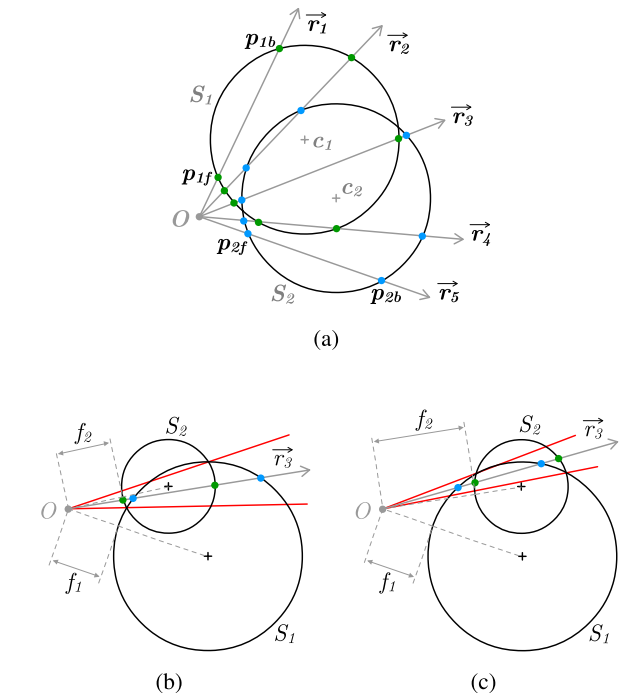 r1
p1b
r2
S1
r3
c1
p1f
c2
O
r4
p2f
S2
p2b
r5
(a)
S2
f2
r3
O
f1
S1
(b)
S2
f2
r3
O
f1
S1
(c)